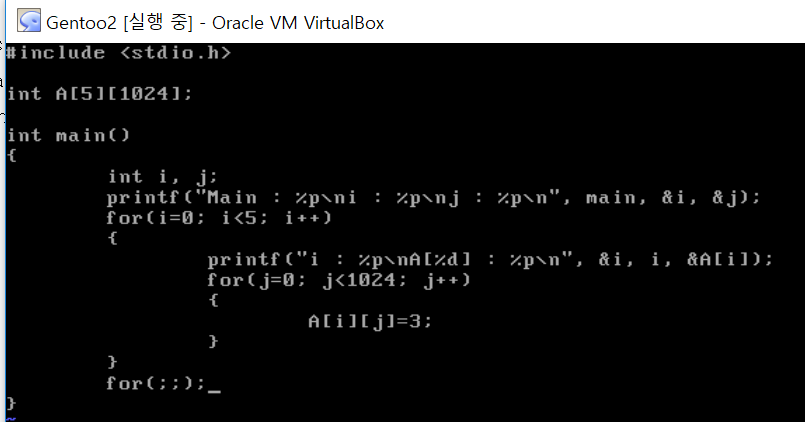 Gentoo2 [실행 중] - Oracle VM VirtualBox
#include <stdio.h>
int A[5][1024];
int main()
{
int i, j;
printf("Main : %p\ni : %p\nj : %p\n", main, &i, &j);
for(i=0; i<5; i++)
{
printf("i : %p\nA[%d] : %p\n", &i, i, &A[i]);
for(j=0; j<1024; j++)
{
A[i][j]=3;
}
}
for(;;);_
}
~